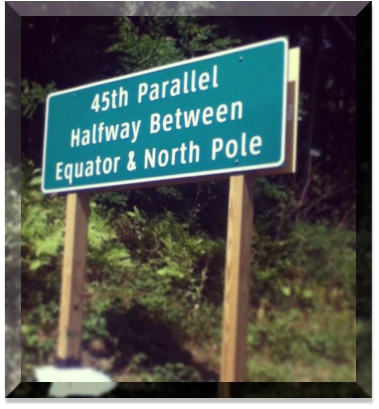 45th Parallel
Halfway Between
Equator & North Pole